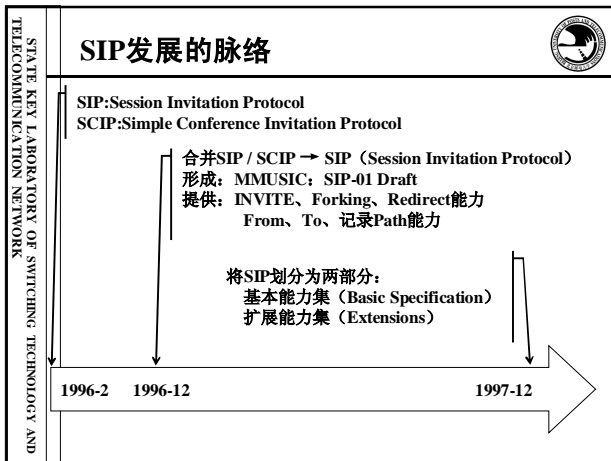 SIP发展的脉络
STATE KEY LABORATORY OF SWITCHING TECHNOLOGY AND
TELECOMMUNICATION NETWORK
SIP:Session Invitation Protocol
SCIP:Simple Conference Invitation Protocol
合并SIP / SCIP → SIP（Session Invitation Protocol）
形成：MMUSIC：SIP-01 Draft
提供：INVITE、Forking、Redirect能力
From、To、记录Path能力
将SIP划分为两部分：
基本能力集（Basic Specification）
扩展能力集（Extensions）
1996-2 1996-12 1997-12